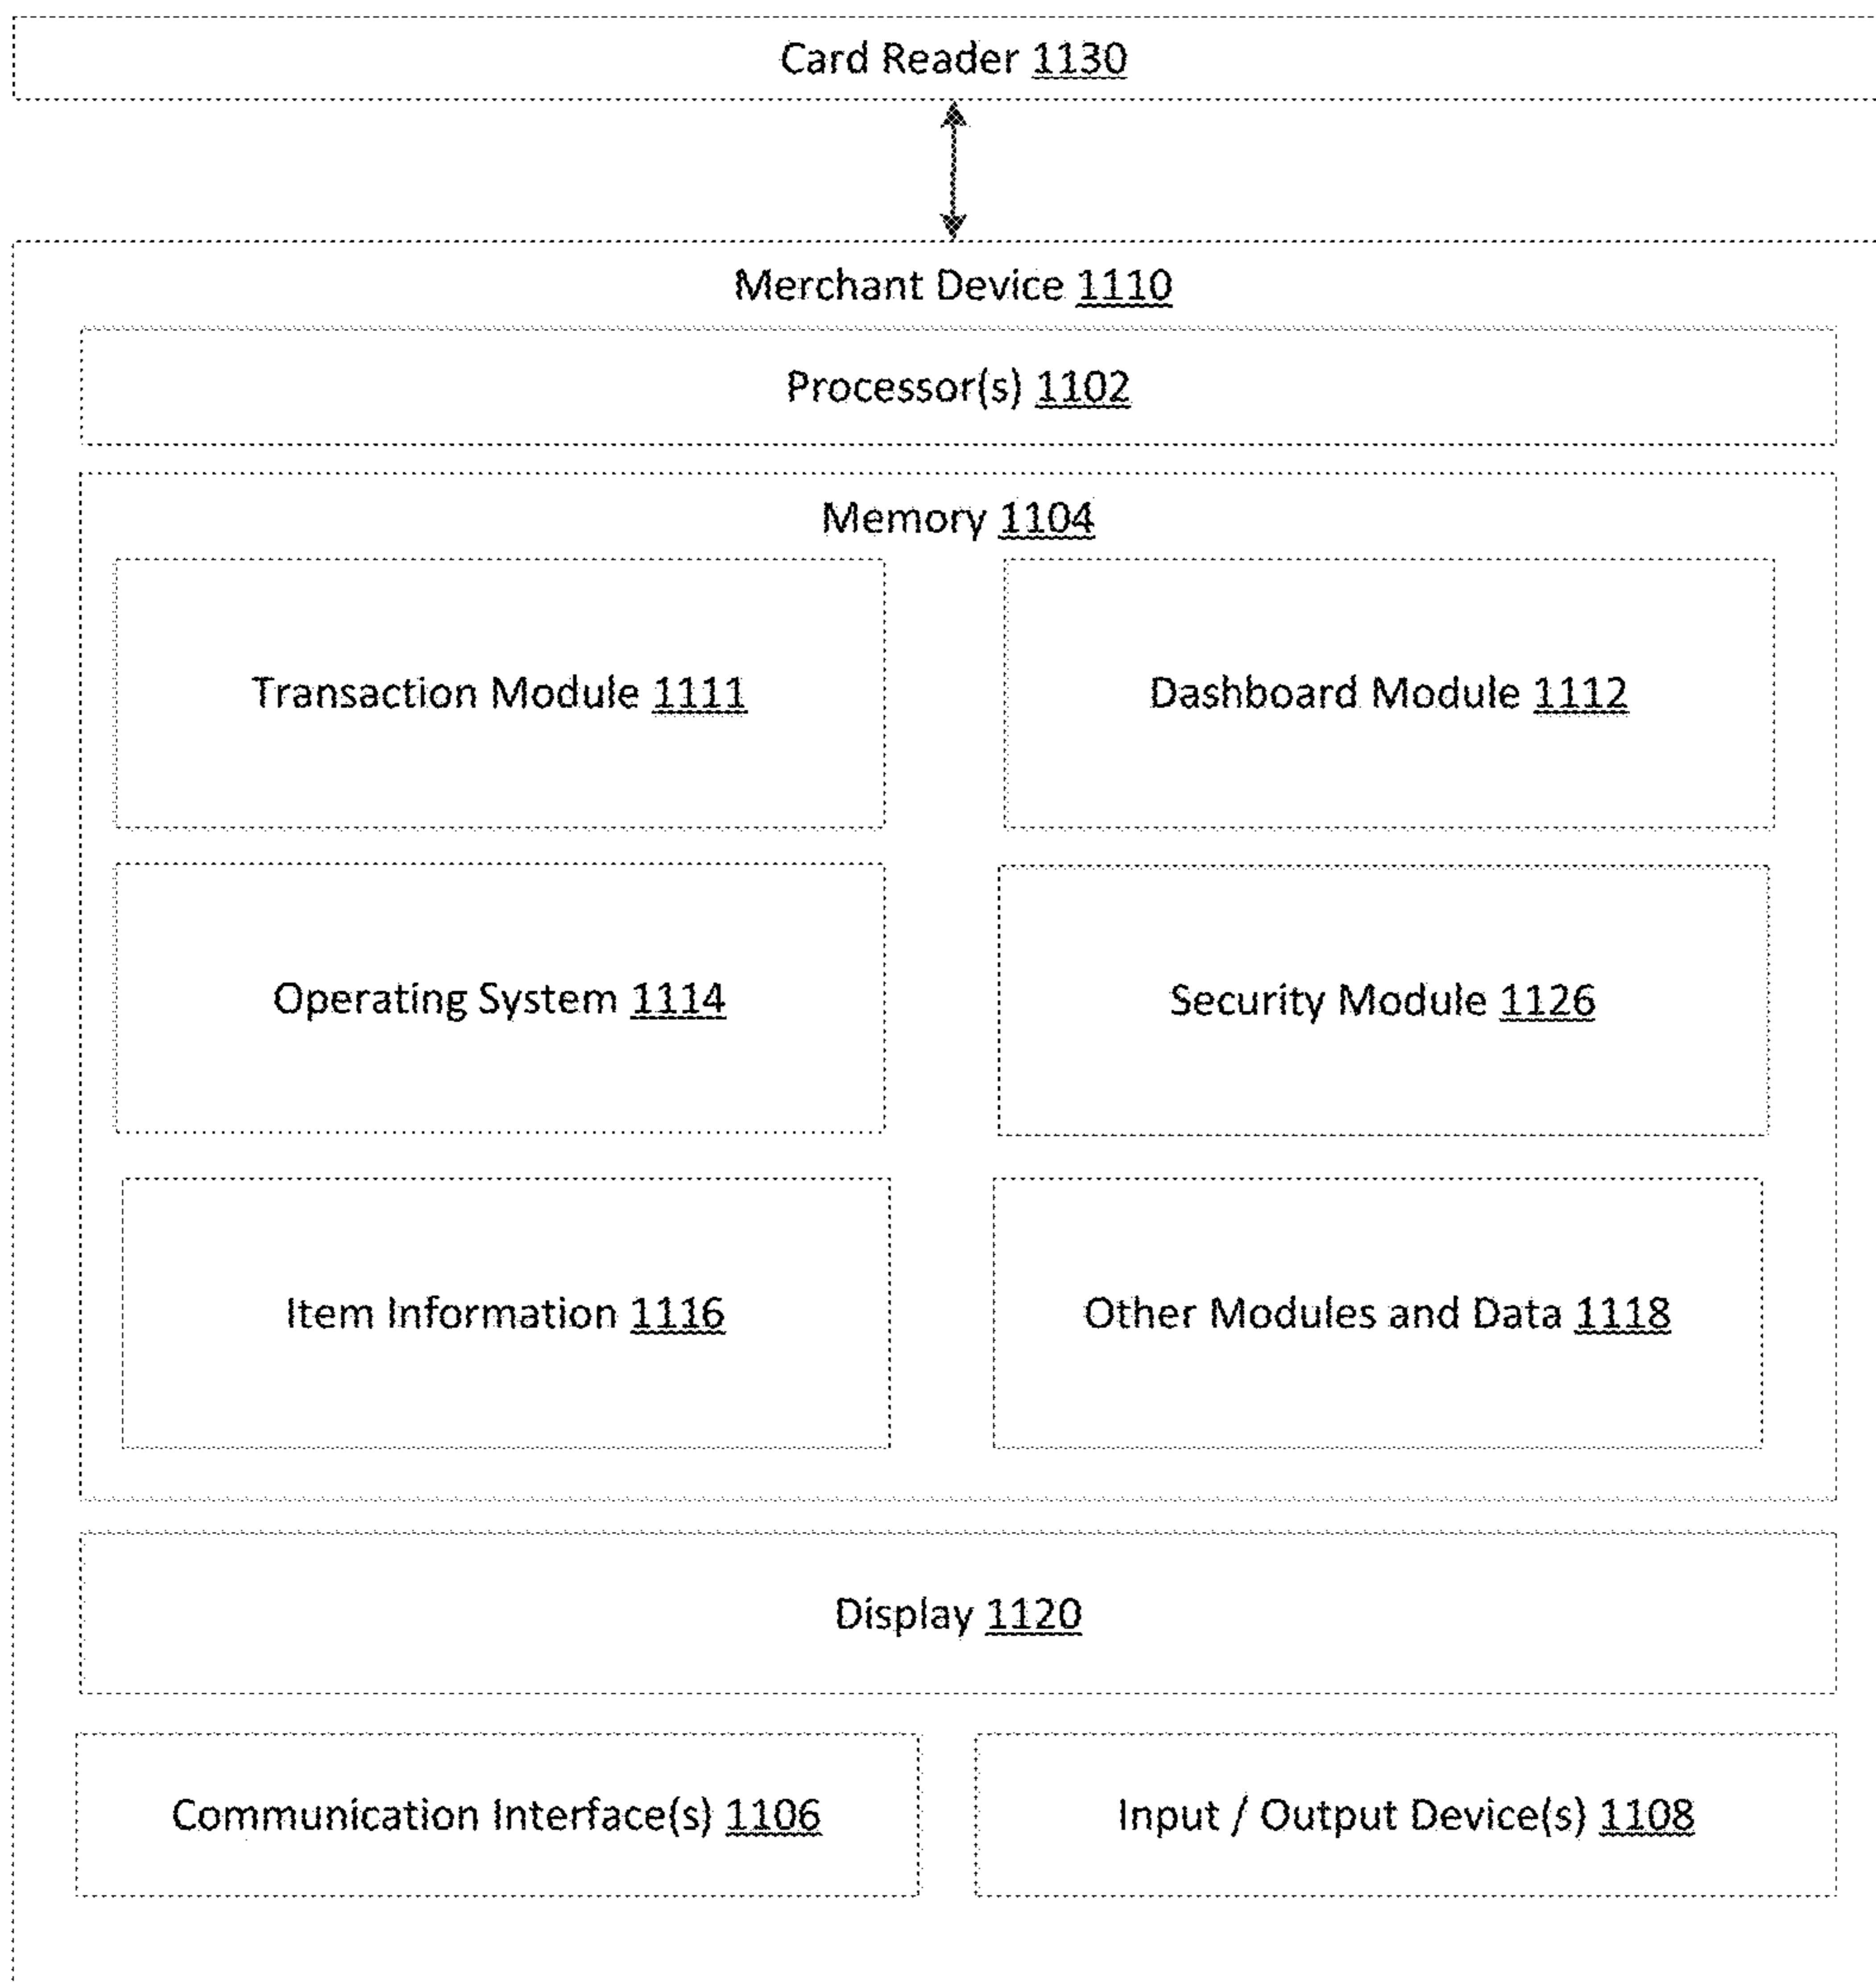 Card Reader 1130
Merchant Device 1110
Processor(s) 1102
Memory 1104
Transaction Module 1111
Dashboard Module 1112
Operating System 1114
Security Module 1126
Item Information 1116
Other Modules and Data 1118
Display 1120
Communication Interface(s) 1106
Input / Output Device(s) 1108